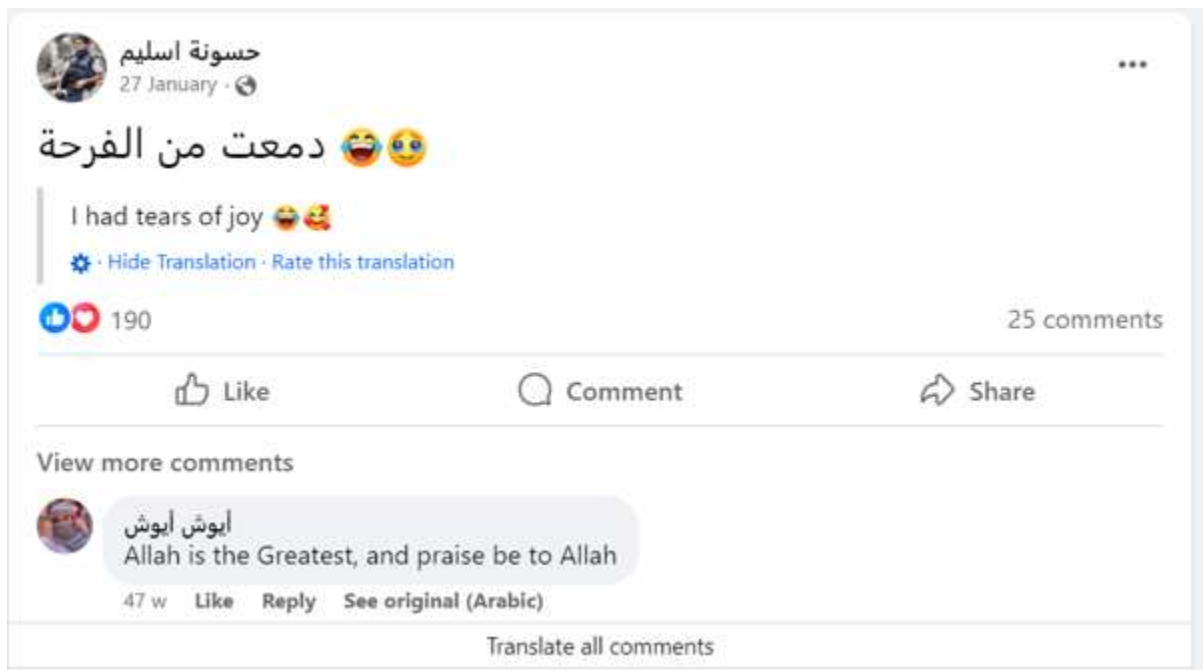 حسونة اسليم
27 January ·
دمعت من الفرحة 😂🥹
I had tears of joy 😂🥰
· Hide Translation · Rate this translation
190
25 comments
Like
Comment
Share
View more comments
أيوش أيوش
Allah is the Greatest, and praise be to Allah
47 w Like Reply See original (Arabic)
Translate all comments